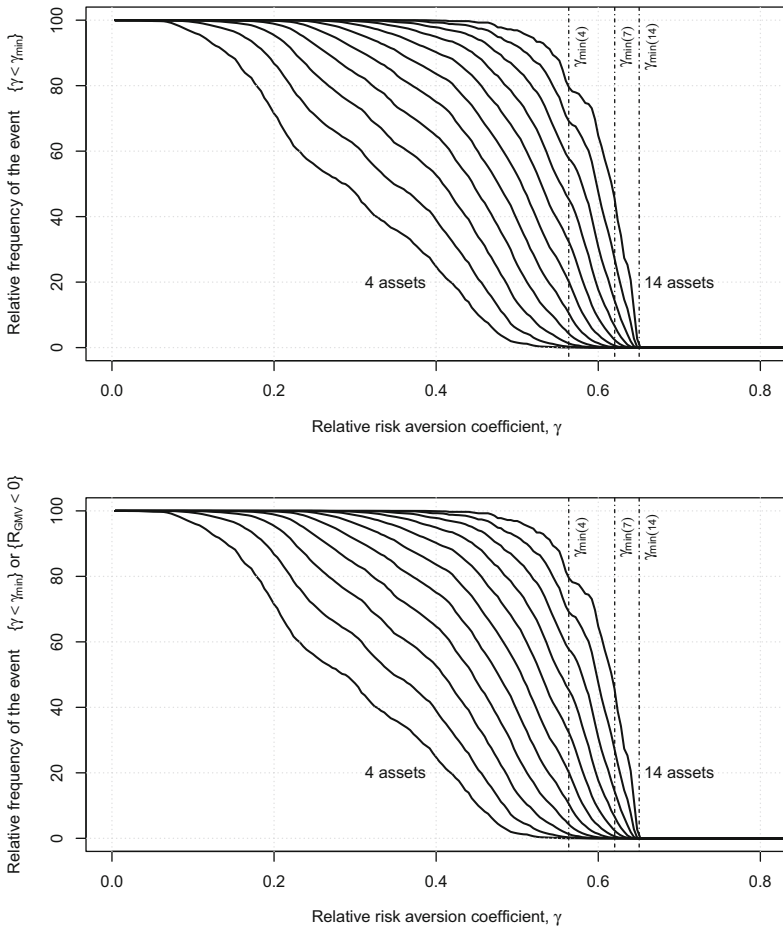 Relative frequency of the event {γ < γmin}
100
80
60
40
20
0
γmin(4)
γmin(7)
γmin(14)
4 assets
14 assets
0.0 0.2 0.4 0.6 0.8
Relative risk aversion coefficient, γ
Relative frequency of the event {γ < γmin} or {RGMV < 0}
100
80
60
40
20
0
γmin(4)
γmin(7)
γmin(14)
4 assets
14 assets
0.0 0.2 0.4 0.6 0.8
Relative risk aversion coefficient, γ